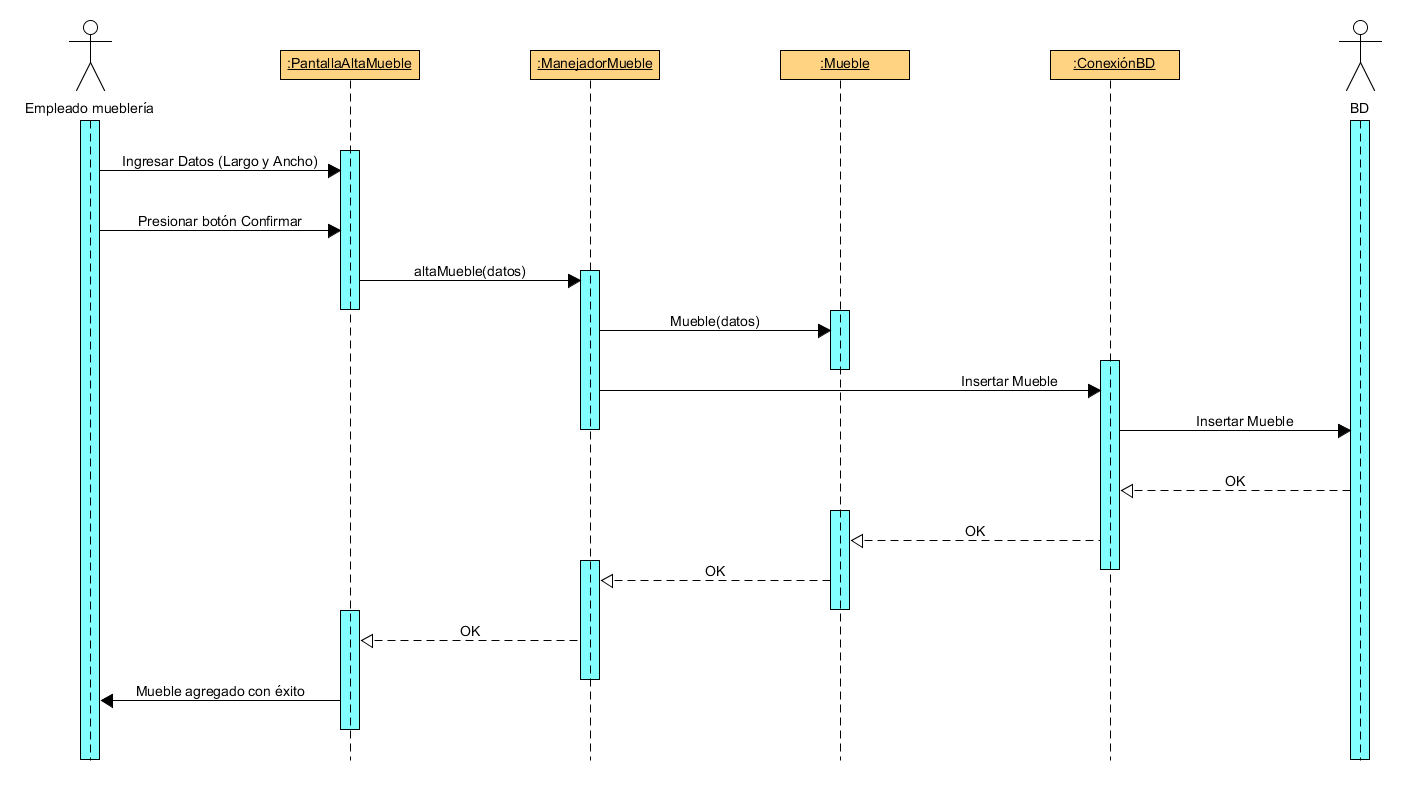 :PantallaAltaMueble
:ManejadorMueble
:Mueble
:ConexiónBD
Empleado mueblería
BD
Ingresar Datos (Largo y Ancho)
Presionar botón Confirmar
altaMueble(datos)
Mueble(datos)
Insertar Mueble
Insertar Mueble
OK
OK
OK
OK
Mueble agregado con éxito